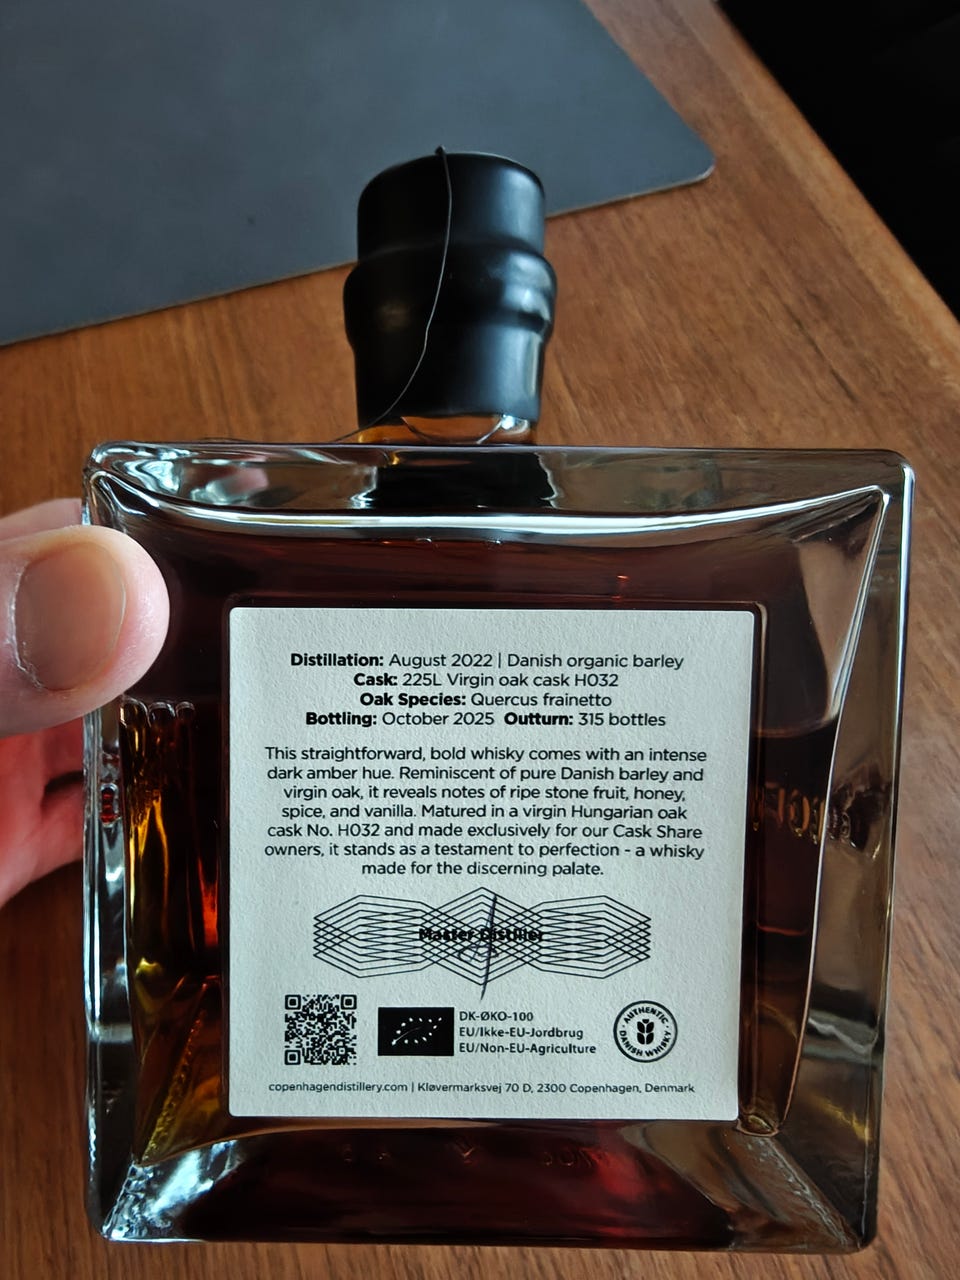 Distillation: August 2022 | Danish organic barley
Cask: 225L Virgin oak cask H032
Oak Species: Quercus frainetto
Bottling: October 2025 Outturn: 315 bottles
This straightforward, bold whisky comes with an intense
dark amber hue. Reminiscent of pure Danish barley and
virgin oak, it reveals notes of ripe stone fruit, honey,
spice, and vanilla. Matured in a virgin Hungarian oak
cask No. H032 and made exclusively for our Cask Share
owners, it stands as a testament to perfection - a whisky
made for the discerning palate.
Master Distiller
DK-ØKO-100
EU/Ikke-EU-Jordbrug
EU/Non-EU-Agriculture
AUTHENTIC
DANISH WHISKY
copenhagendistillery.com | Kløvermarksvej 70 D, 2300 Copenhagen, Denmark